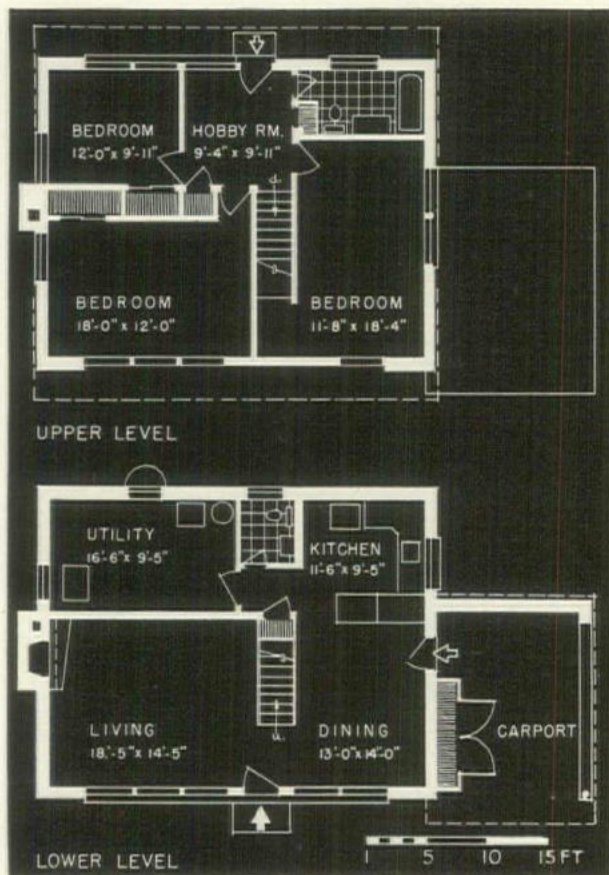 BEDROOM
12'-0" x 9'-11"
HOBBY RM.
9'-4" x 9'-11"
d.
BEDROOM
18'-0" x 12'-0"
BEDROOM
11'-8" x 18'-4"
UPPER LEVEL
UTILITY
16'-6" x 9'-5"
KITCHEN
11'-6" x 9'-5"
LIVING
18'-5" x 14'-5"
u.
DINING
13'-0" x 14'-0"
CARPORT
LOWER LEVEL
1 5 10 15 FT